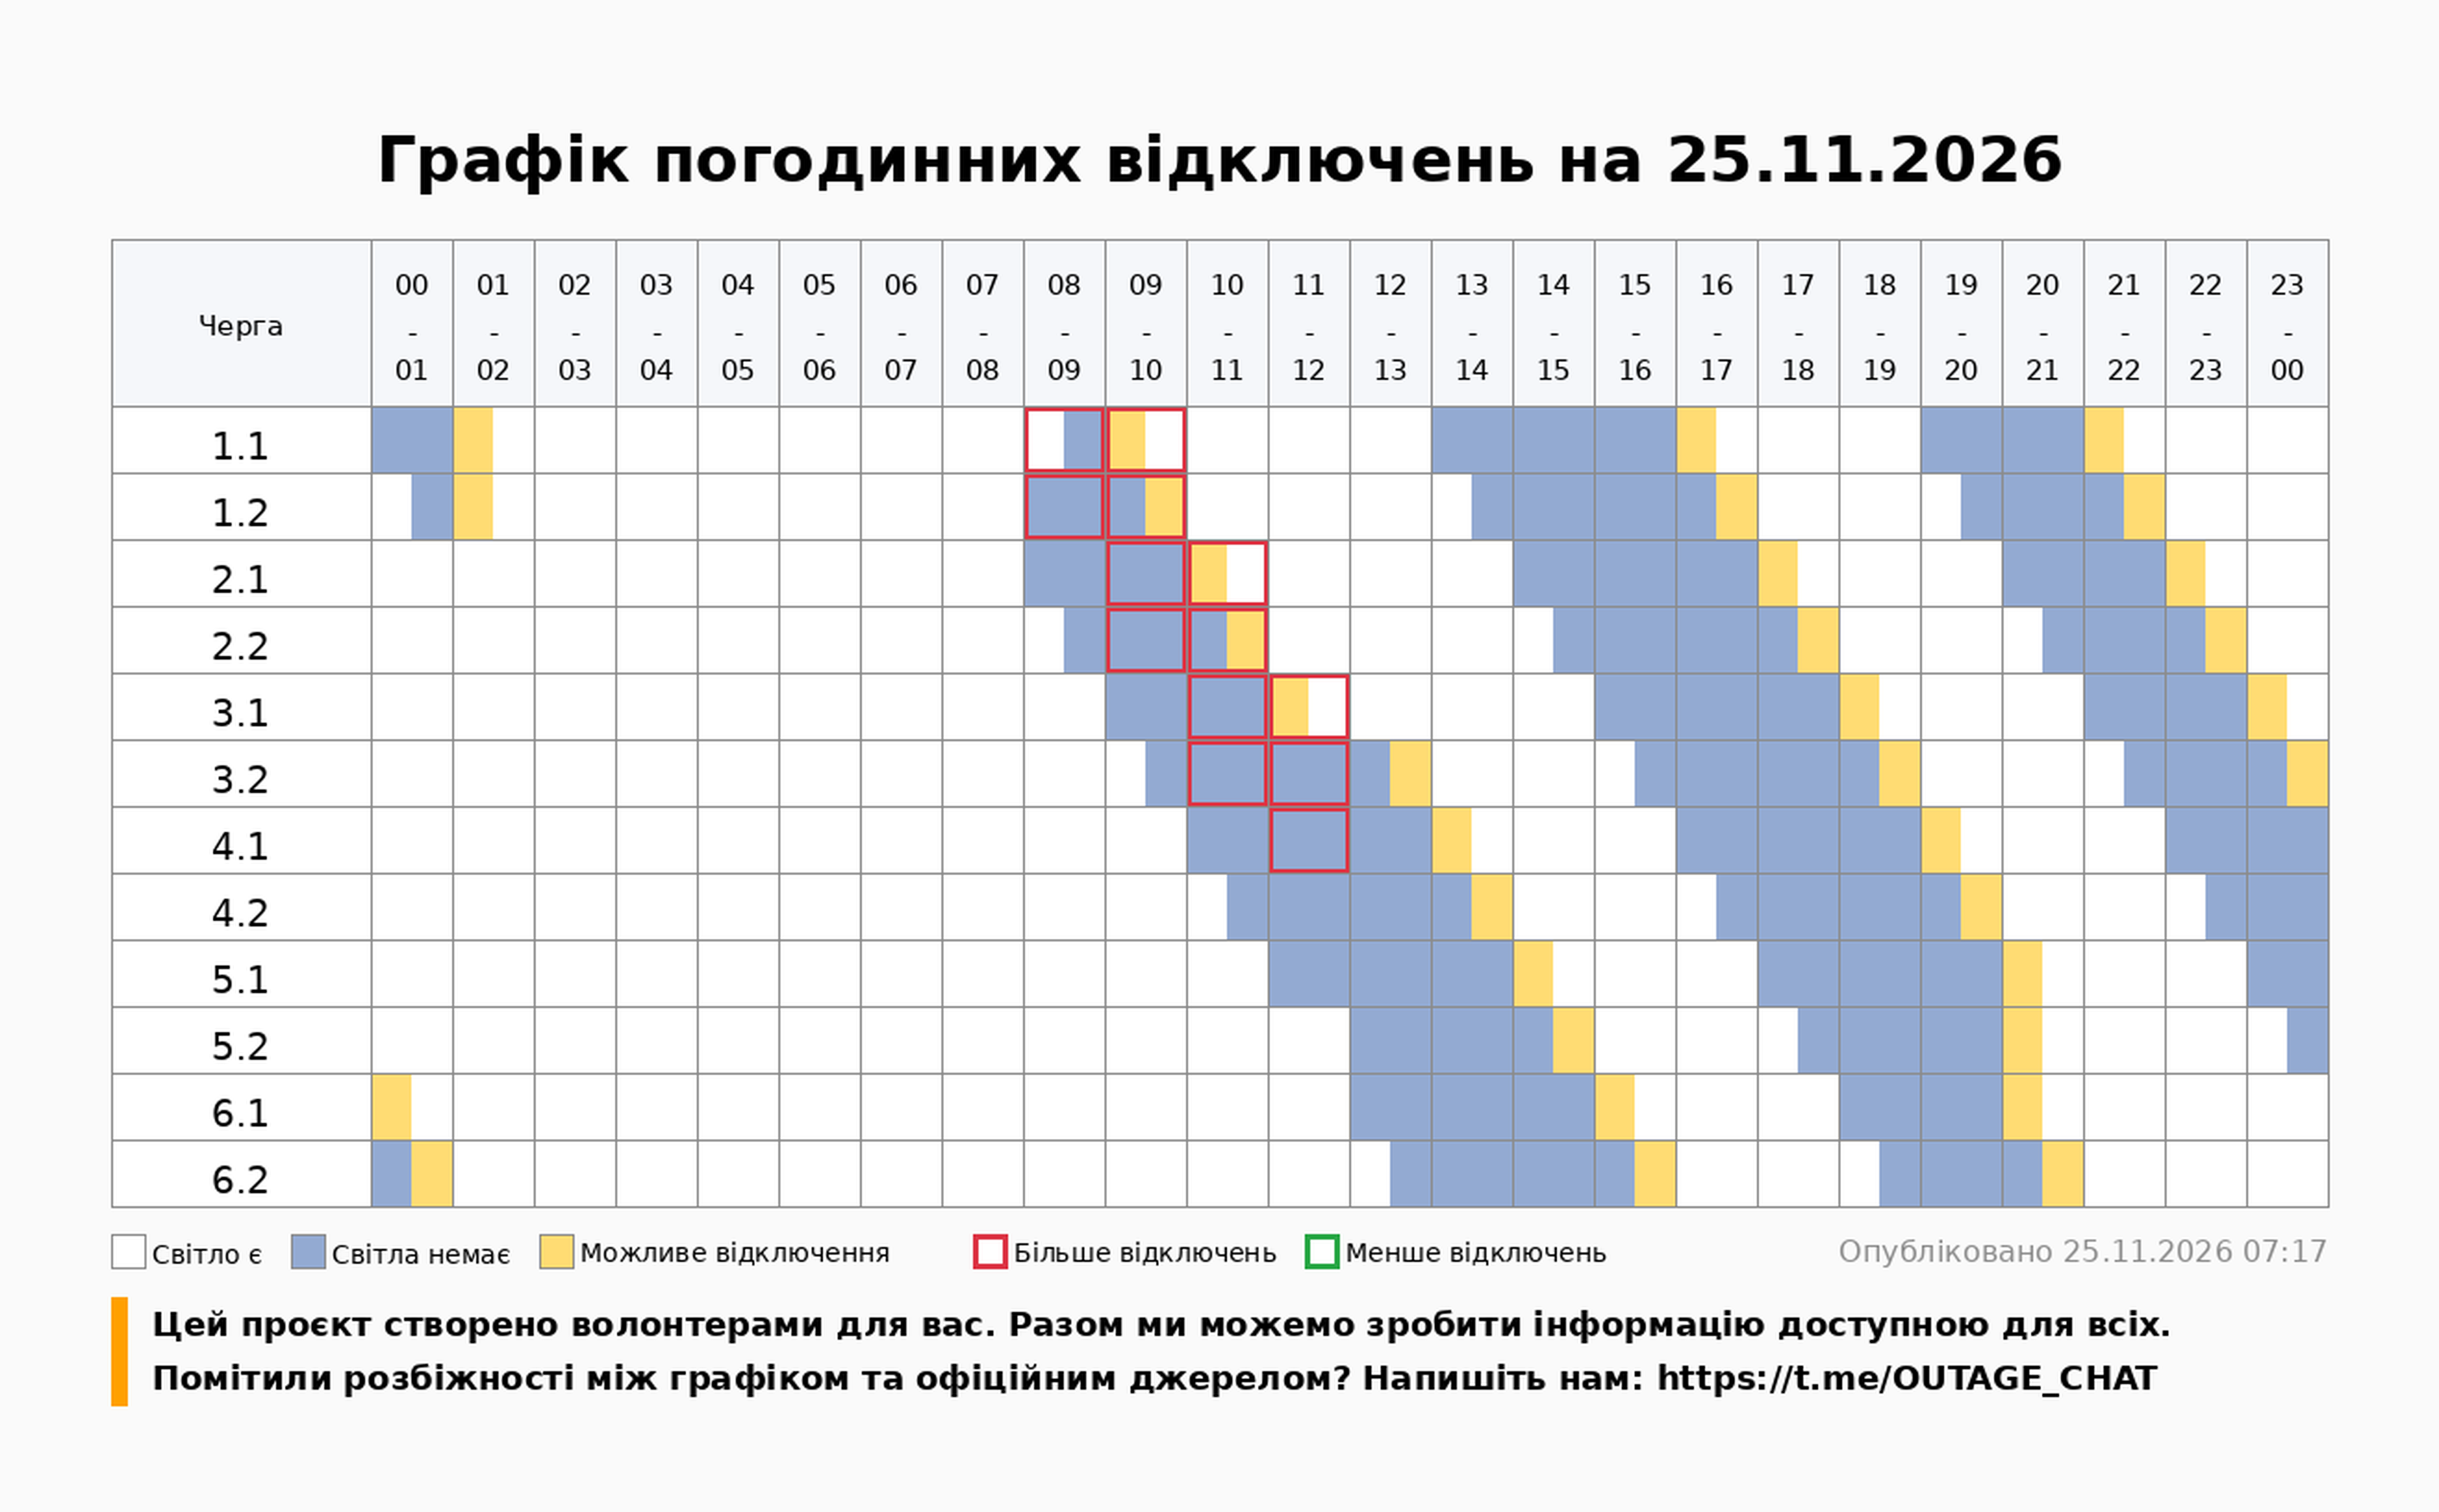 Графік погодинних відключень на 25.11.2026
Черга 00 - 01 01 - 02 02 - 03 03 - 04 04 - 05 05 - 06 06 - 07 07 - 08 08 - 09 09 - 10 10 - 11 11 - 12 12 - 13 13 - 14 14 - 15 15 - 16 16 - 17 17 - 18 18 - 19 19 - 20 20 - 21 21 - 22 22 - 23 23 - 00
1.1
1.2
2.1
2.2
3.1
3.2
4.1
4.2
5.1
5.2
6.1
6.2
Світло є Світла немає Можливе відключення Більше відключень Менше відключень Опубліковано 25.11.2026 07:17
Цей проєкт створено волонтерами для вас. Разом ми можемо зробити інформацію доступною для всіх.
Помітили розбіжності між графіком та офіційним джерелом? Напишіть нам: https://t.me/OUTAGE_CHAT